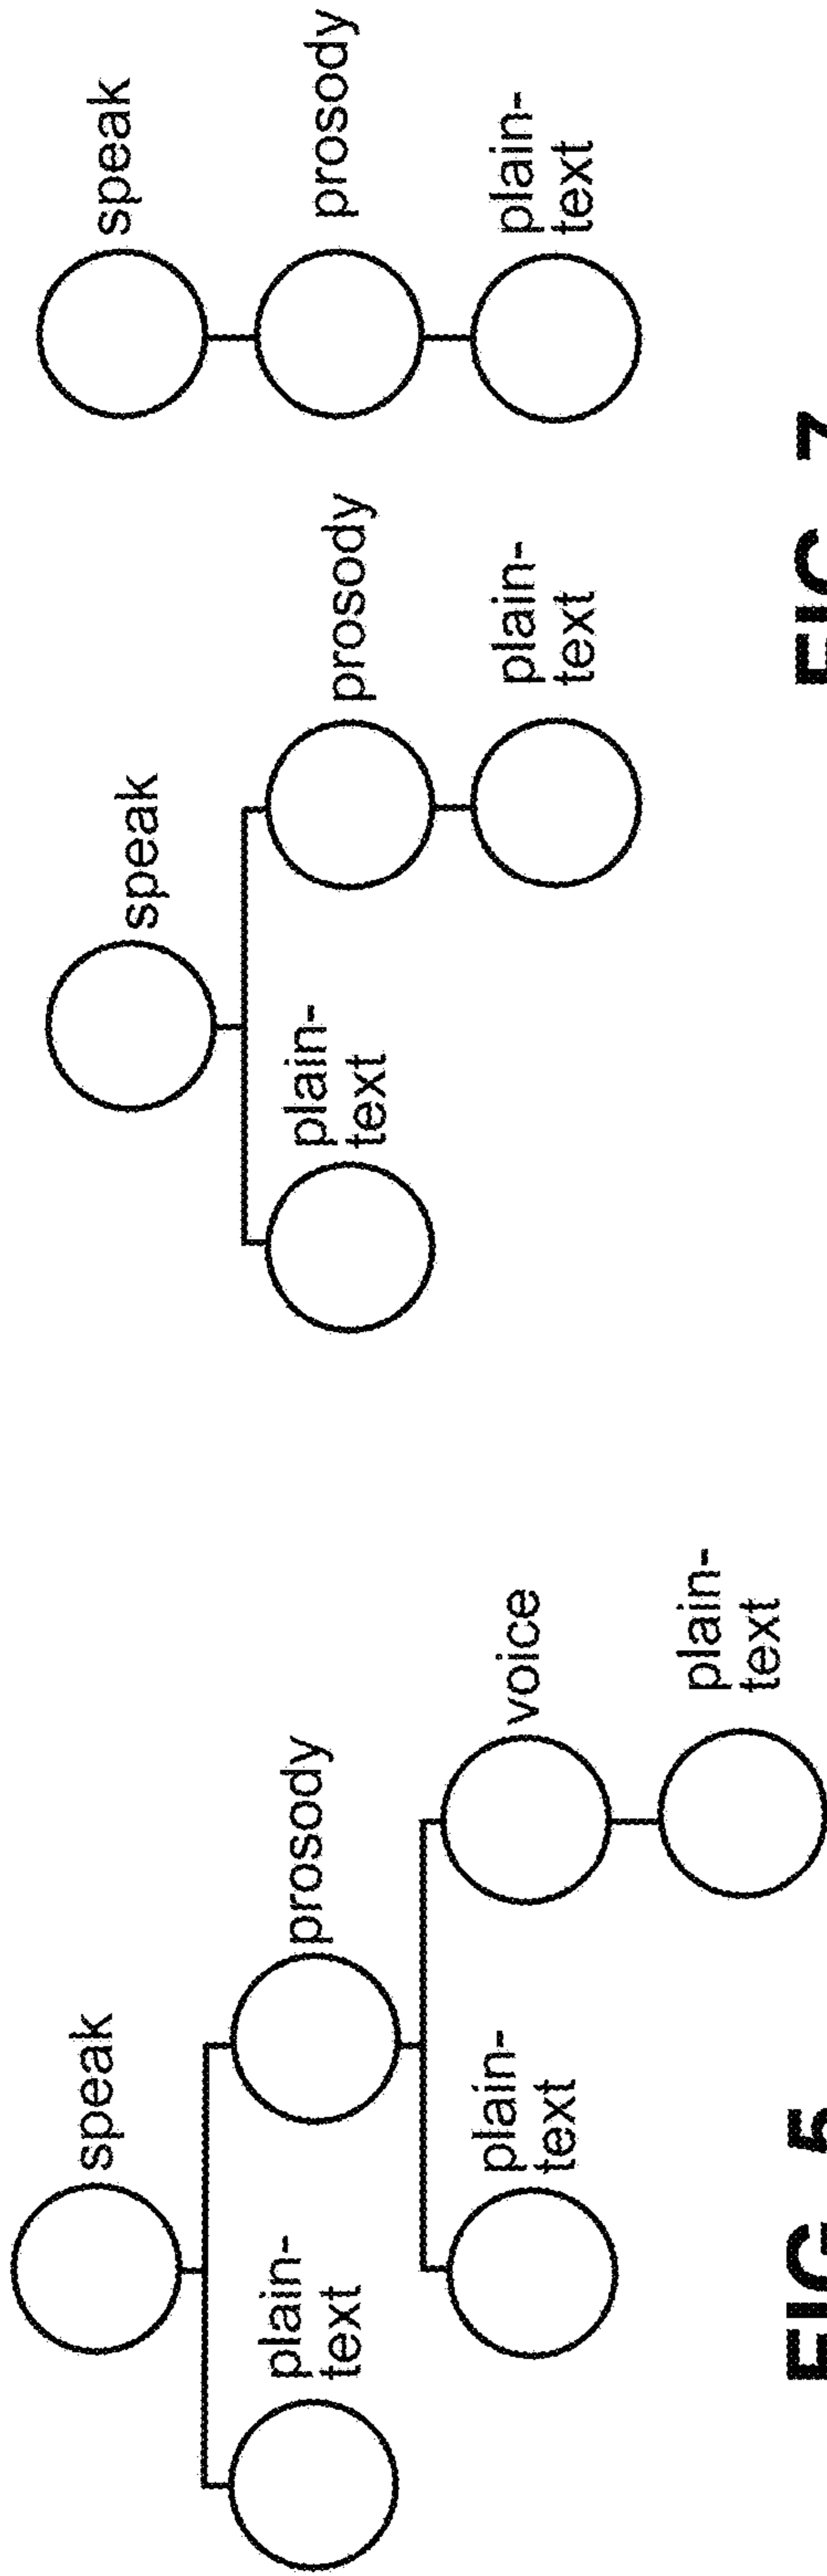 speak
plain-
text
prosody
plain-
text
voice
plain-
text
FIG. 5
speak
plain-
text
prosody
plain-
text
speak
prosody
plain-
text
FIG. 7